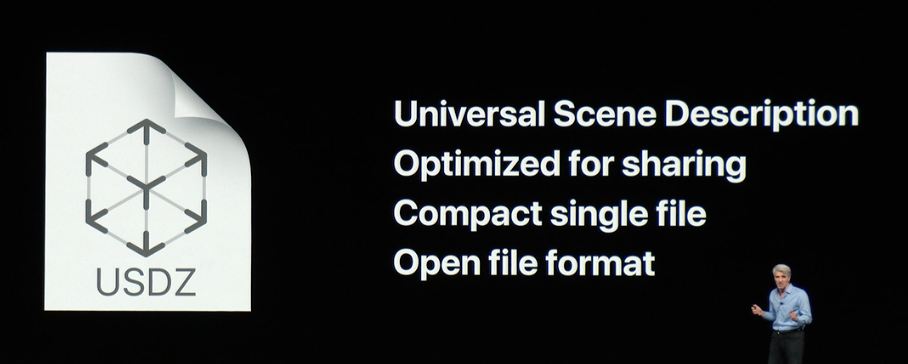 USDZ
Universal Scene Description
Optimized for sharing
Compact single file
Open file format